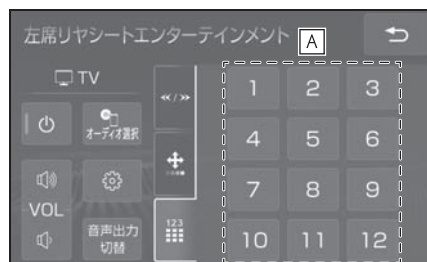 左席リヤシートエンターテインメント
A
TV
オーディオ選択
VOL
音声出力
切替
123
1 2 3
4 5 6
7 8 9
10 11 12